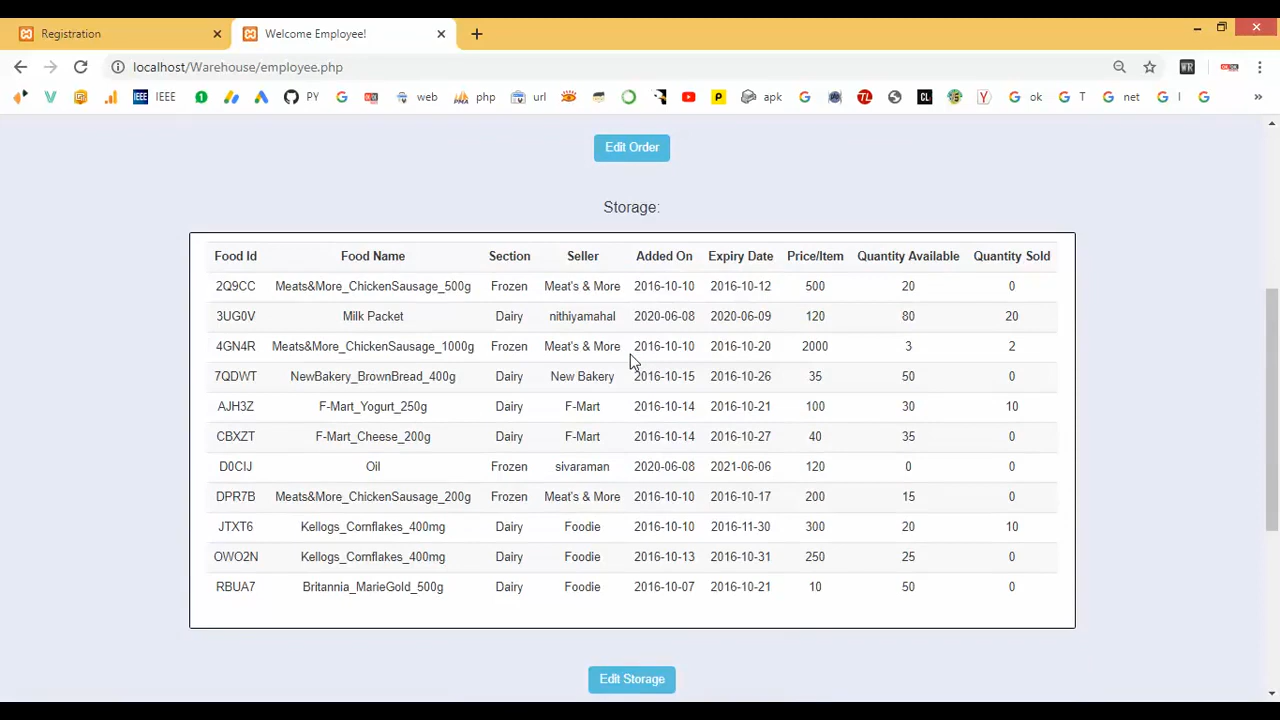 Registration
Welcome Employee!
localhost/Warehouse/employee.php
IEEE IEEE PY web php url apk ok T net I »
Edit Order
Storage:
Food Id Food Name Section Seller Added On Expiry Date Price/Item Quantity Available Quantity Sold
2Q9CC Meats&More_ChickenSausage_500g Frozen Meat's & More 2016-10-10 2016-10-12 500 20 0
3UG0V Milk Packet Dairy nithiyamahal 2020-06-08 2020-06-09 120 80 20
4GN4R Meats&More_ChickenSausage_1000g Frozen Meat's & More 2016-10-10 2016-10-20 2000 3 2
7QDWT NewBakery_BrownBread_400g Dairy New Bakery 2016-10-15 2016-10-26 35 50 0
AJH3Z F-Mart_Yogurt_250g Dairy F-Mart 2016-10-14 2016-10-21 100 30 10
CBXZT F-Mart_Cheese_200g Dairy F-Mart 2016-10-14 2016-10-27 40 35 0
D0CIJ Oil Frozen sivaraman 2020-06-08 2021-06-06 120 0 0
DPR7B Meats&More_ChickenSausage_200g Frozen Meat's & More 2016-10-10 2016-10-17 200 15 0
JTXT6 Kellogs_Cornflakes_400mg Dairy Foodie 2016-10-10 2016-11-30 300 20 10
OWO2N Kellogs_Cornflakes_400mg Dairy Foodie 2016-10-13 2016-10-31 250 25 0
RBUA7 Britannia_MarieGold_500g Dairy Foodie 2016-10-07 2016-10-21 10 50 0
Edit Storage